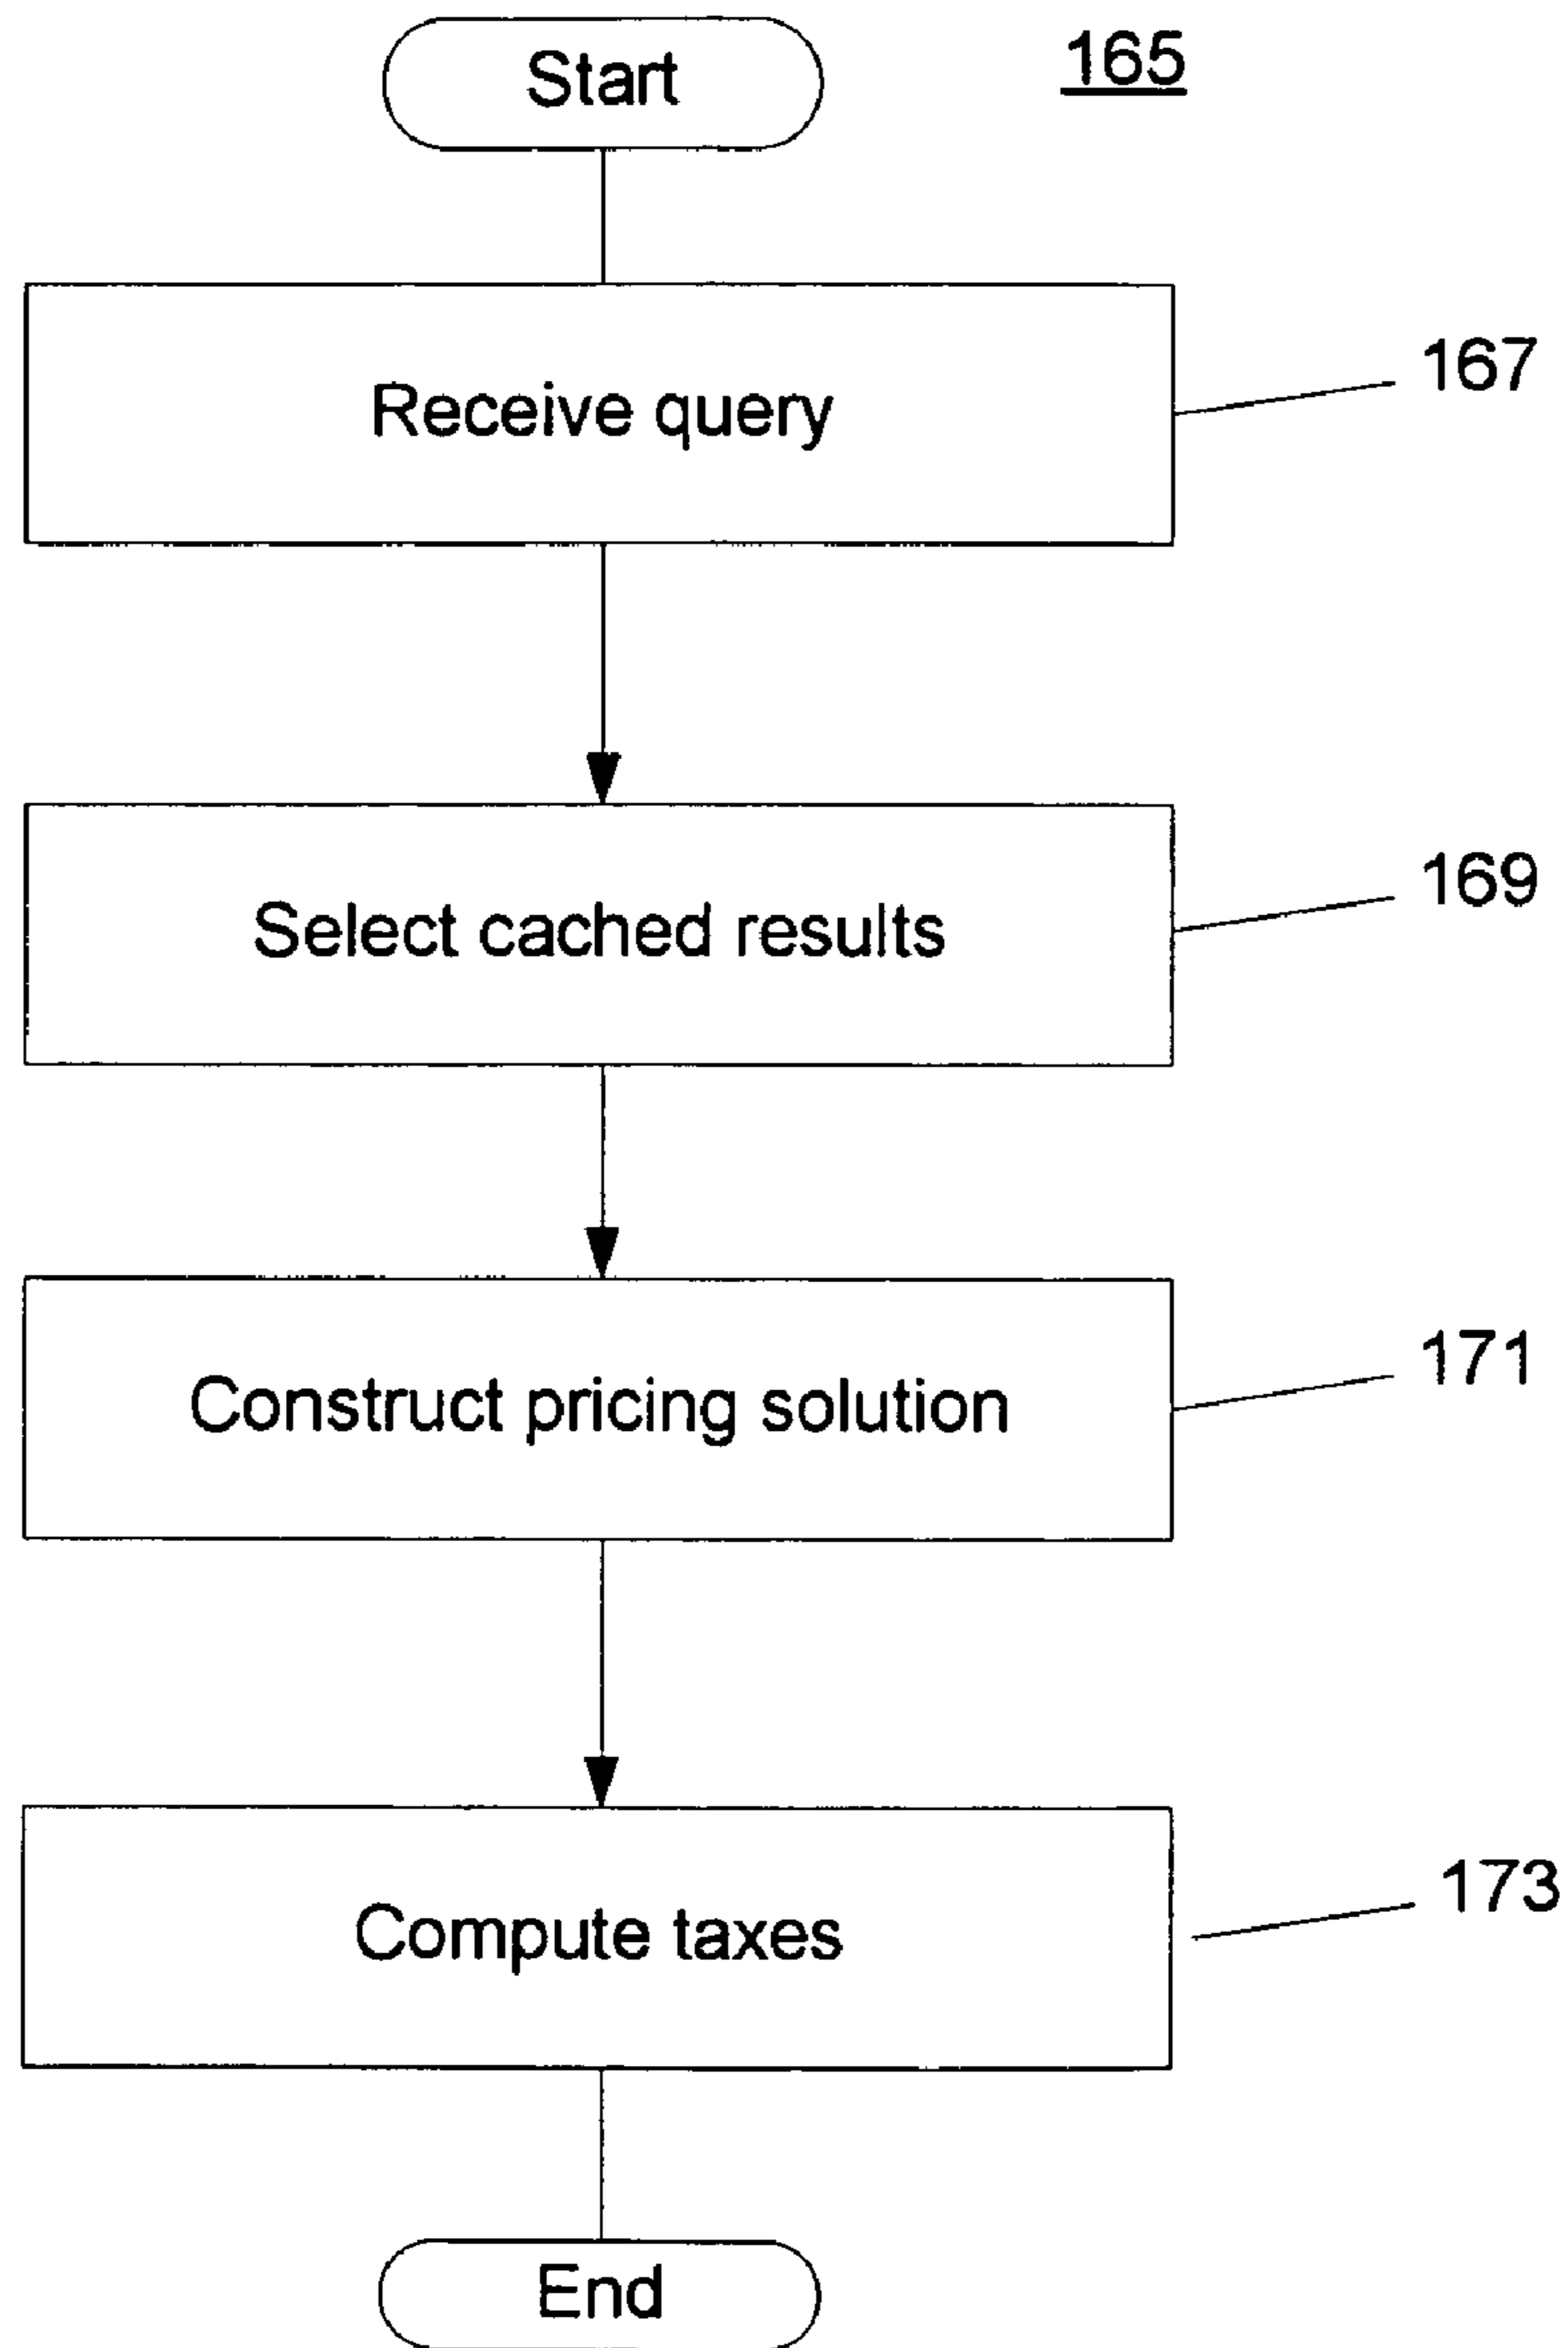 Start
165
Receive query
167
Select cached results
169
Construct pricing solution
171
Compute taxes
173
End